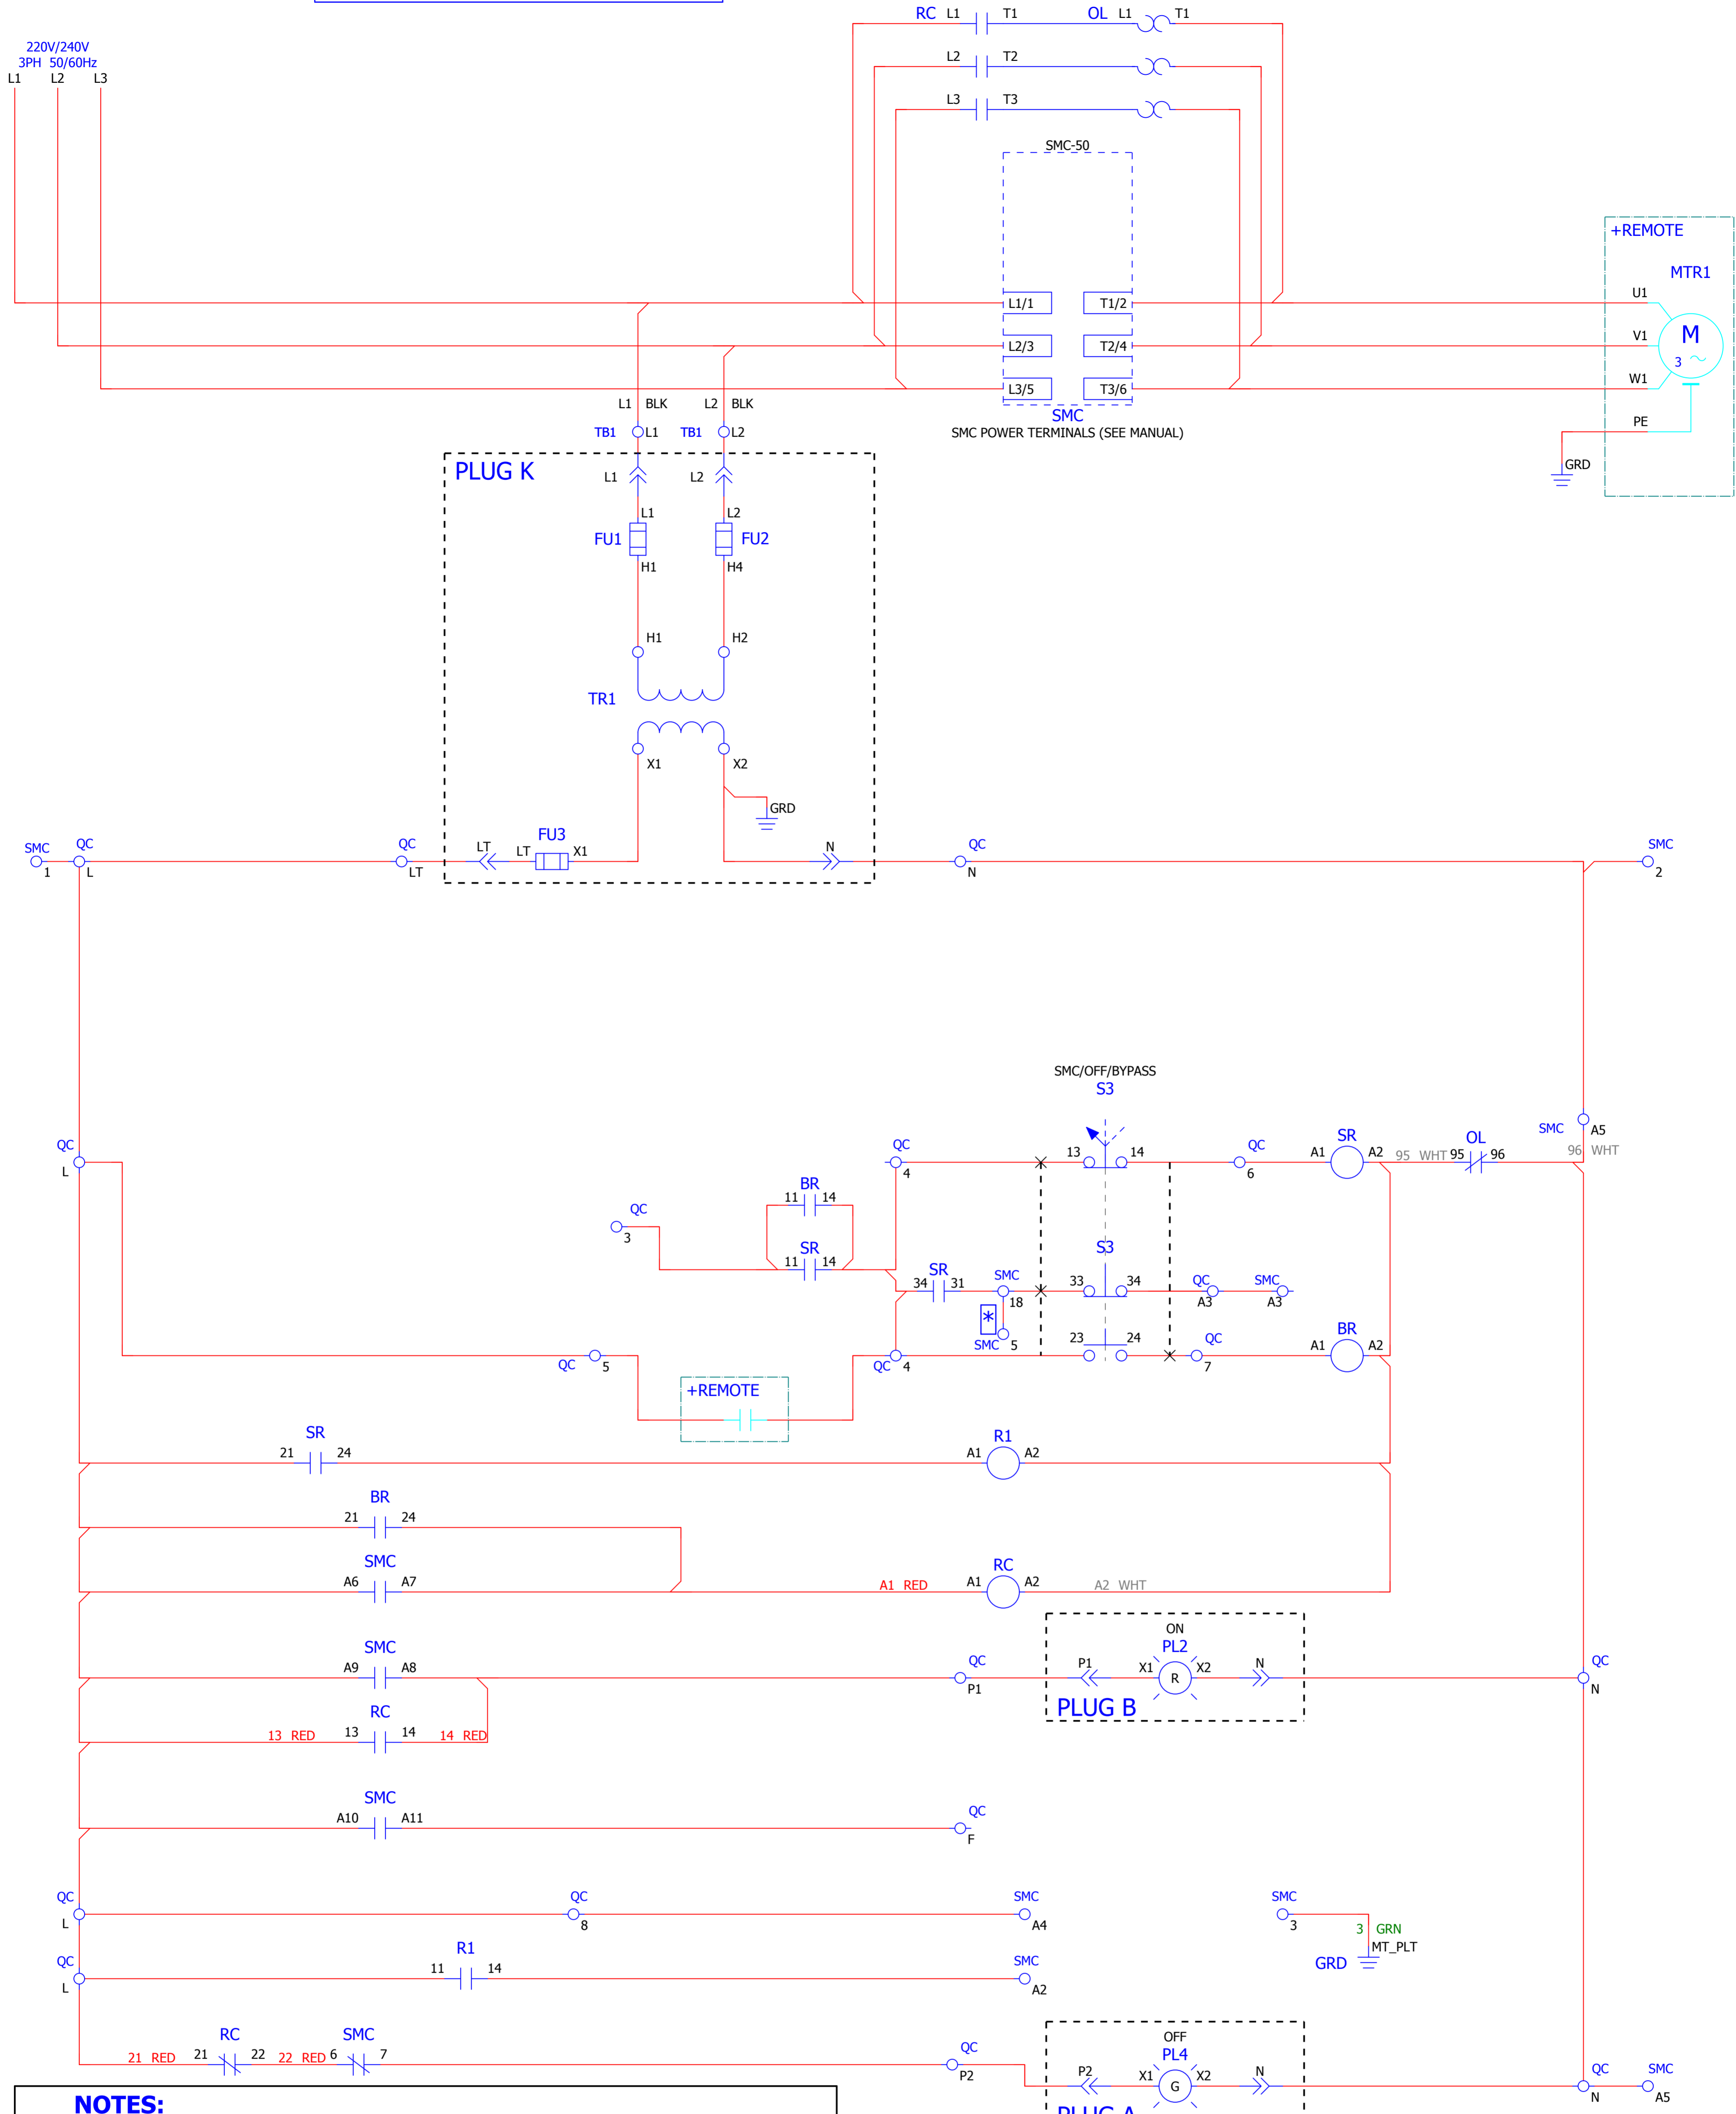 RC L1 T1 OL L1 T1
220V/240V
3PH 50/60Hz
L1 L2 L3
L2 T2
L3 T3
SMC-50
+REMOTE
MTR1
U1
L1/1 T1/2
V1
M
3
L2/3 T2/4
W1
L3/5 T3/6
L1 BLK L2 BLK
SMC
PE
TB1 L1 TB1 L2
SMC POWER TERMINALS (SEE MANUAL)
GRD
PLUG K
L1 L2
L1 L2
FU1 FU2
H1 H4
H1 H2
TR1
X1 X2
GRD
FU3
SMC QC QC LT LT X1 N QC SMC
1 L LT N 2
SMC/OFF/BYPASS
S3
SMC A5
QC QC 13 14 QC SR OL
A1 A2 95 WHT 95 96 96 WHT
L 4 6
BR
11 14
QC
3
SR S3
11 14
SR SMC QC SMC
34 31 33 34
18 A3 A3
*
SMC 5 23 24 QC BR
A1 A2
QC 5 QC 4 7
+REMOTE
SR R1
21 24 A1 A2
BR
21 24
SMC RC
A6 A7 A1 RED A1 A2 A2 WHT
ON
SMC PL2
A9 A8 QC P1 X1 R X2 N QC
P1 N
RC PLUG B
13 RED 13 14 14 RED
SMC
A10 A11 QC
F
QC QC SMC SMC
L 8 A4 3
3 GRN
MT_PLT
GRD
QC R1 SMC
11 14
L A2
OFF
RC SMC PL4
21 RED 21 22 22 RED 6 7 QC
P2 P2 X1 G X2 N QC SMC
N A5
NOTES:
PLUG A